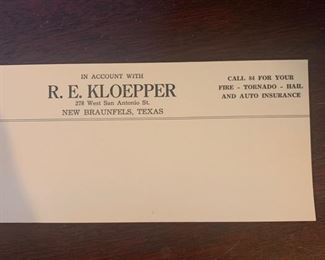 IN ACCOUNT WITH
R. E. KLOEPPER
278 West San Antonio St.
NEW BRAUNFELS, TEXAS
CALL 84 FOR YOUR
FIRE - TORNADO - HAIL
AND AUTO INSURANCE